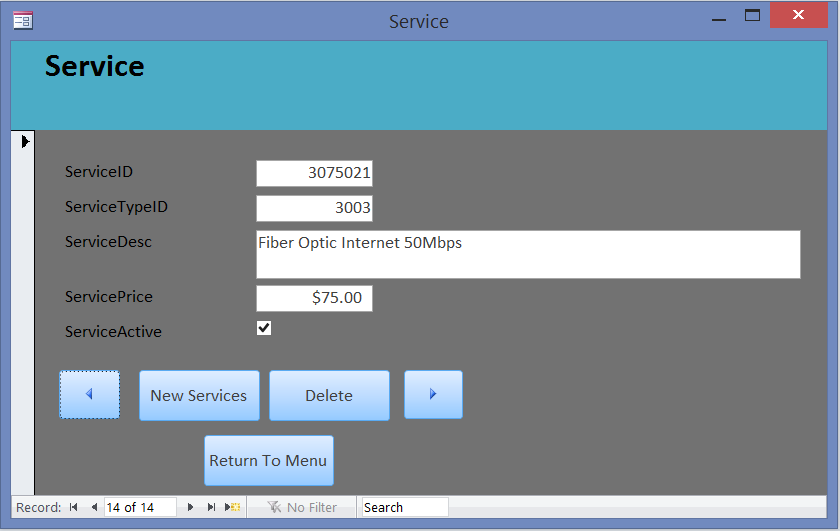 Service
Service
ServiceID 3075021
ServiceTypeID 3003
ServiceDesc Fiber Optic Internet 50Mbps
ServicePrice $75.00
ServiceActive
New Services Delete
Return To Menu
Record: 14 of 14 No Filter Search